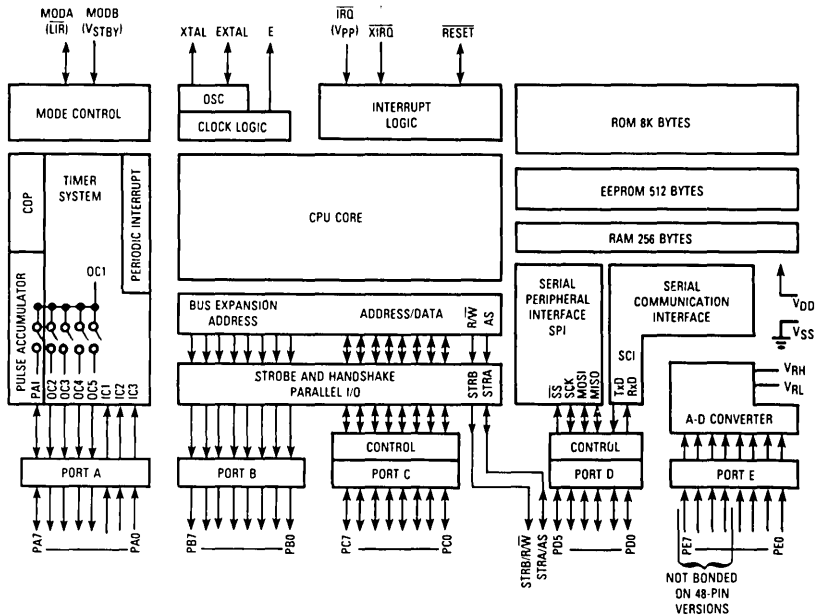 MODA
(L̅I̅R̅)
MODB
(VSTBY)
XTAL EXTAL E
I̅R̅Q̅
(VPP)
X̅I̅R̅Q̅
R̅E̅S̅E̅T̅
MODE CONTROL
OSC
CLOCK LOGIC
INTERRUPT
LOGIC
ROM 8K BYTES
COP
TIMER
SYSTEM
PERIODIC INTERRUPT
CPU CORE
EEPROM 512 BYTES
RAM 256 BYTES
OC1
PULSE ACCUMULATOR
PAI
OC2
OC3
OC4
OC5
IC1
IC2
IC3
BUS EXPANSION
ADDRESS
ADDRESS/DATA
R/W̅
AS
STROBE AND HANDSHAKE
PARALLEL I/O
STRB
STRA
SERIAL
PERIPHERAL
INTERFACE
SPI
S̅S̅
SCK
MOSI
MISO
SERIAL
COMMUNICATION
INTERFACE
SCI
TxD
RxD
VDD
VSS
VRH
VRL
A-D CONVERTER
CONTROL
CONTROL
PORT A
PORT B
PORT C
PORT D
PORT E
PA7
PA0
PB7
PB0
PC7
PC0
STRB/R/W̅
STRA/AS
PD5
PD0
PE7
PE0
NOT BONDED
ON 48-PIN
VERSIONS